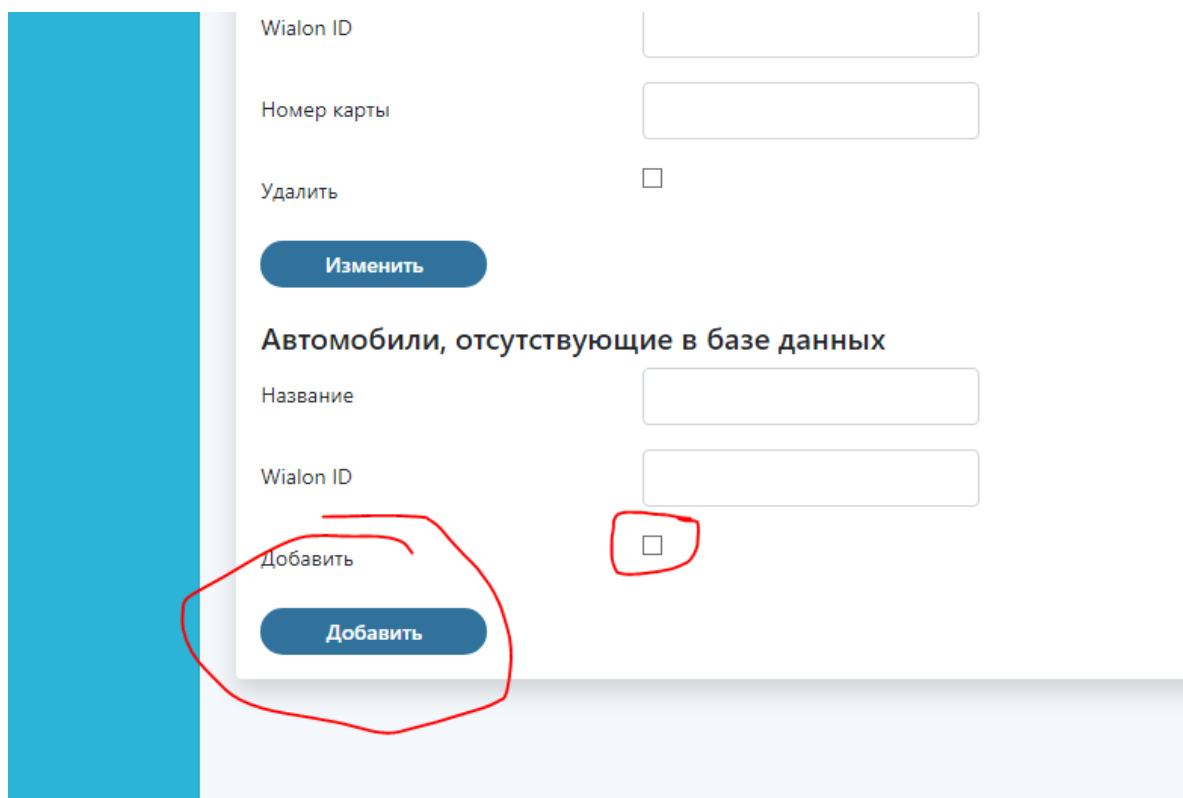 Wialon ID
Номер карты
Удалить
Изменить
Автомобили, отсутствующие в базе данных
Название
Wialon ID
Добавить
Добавить